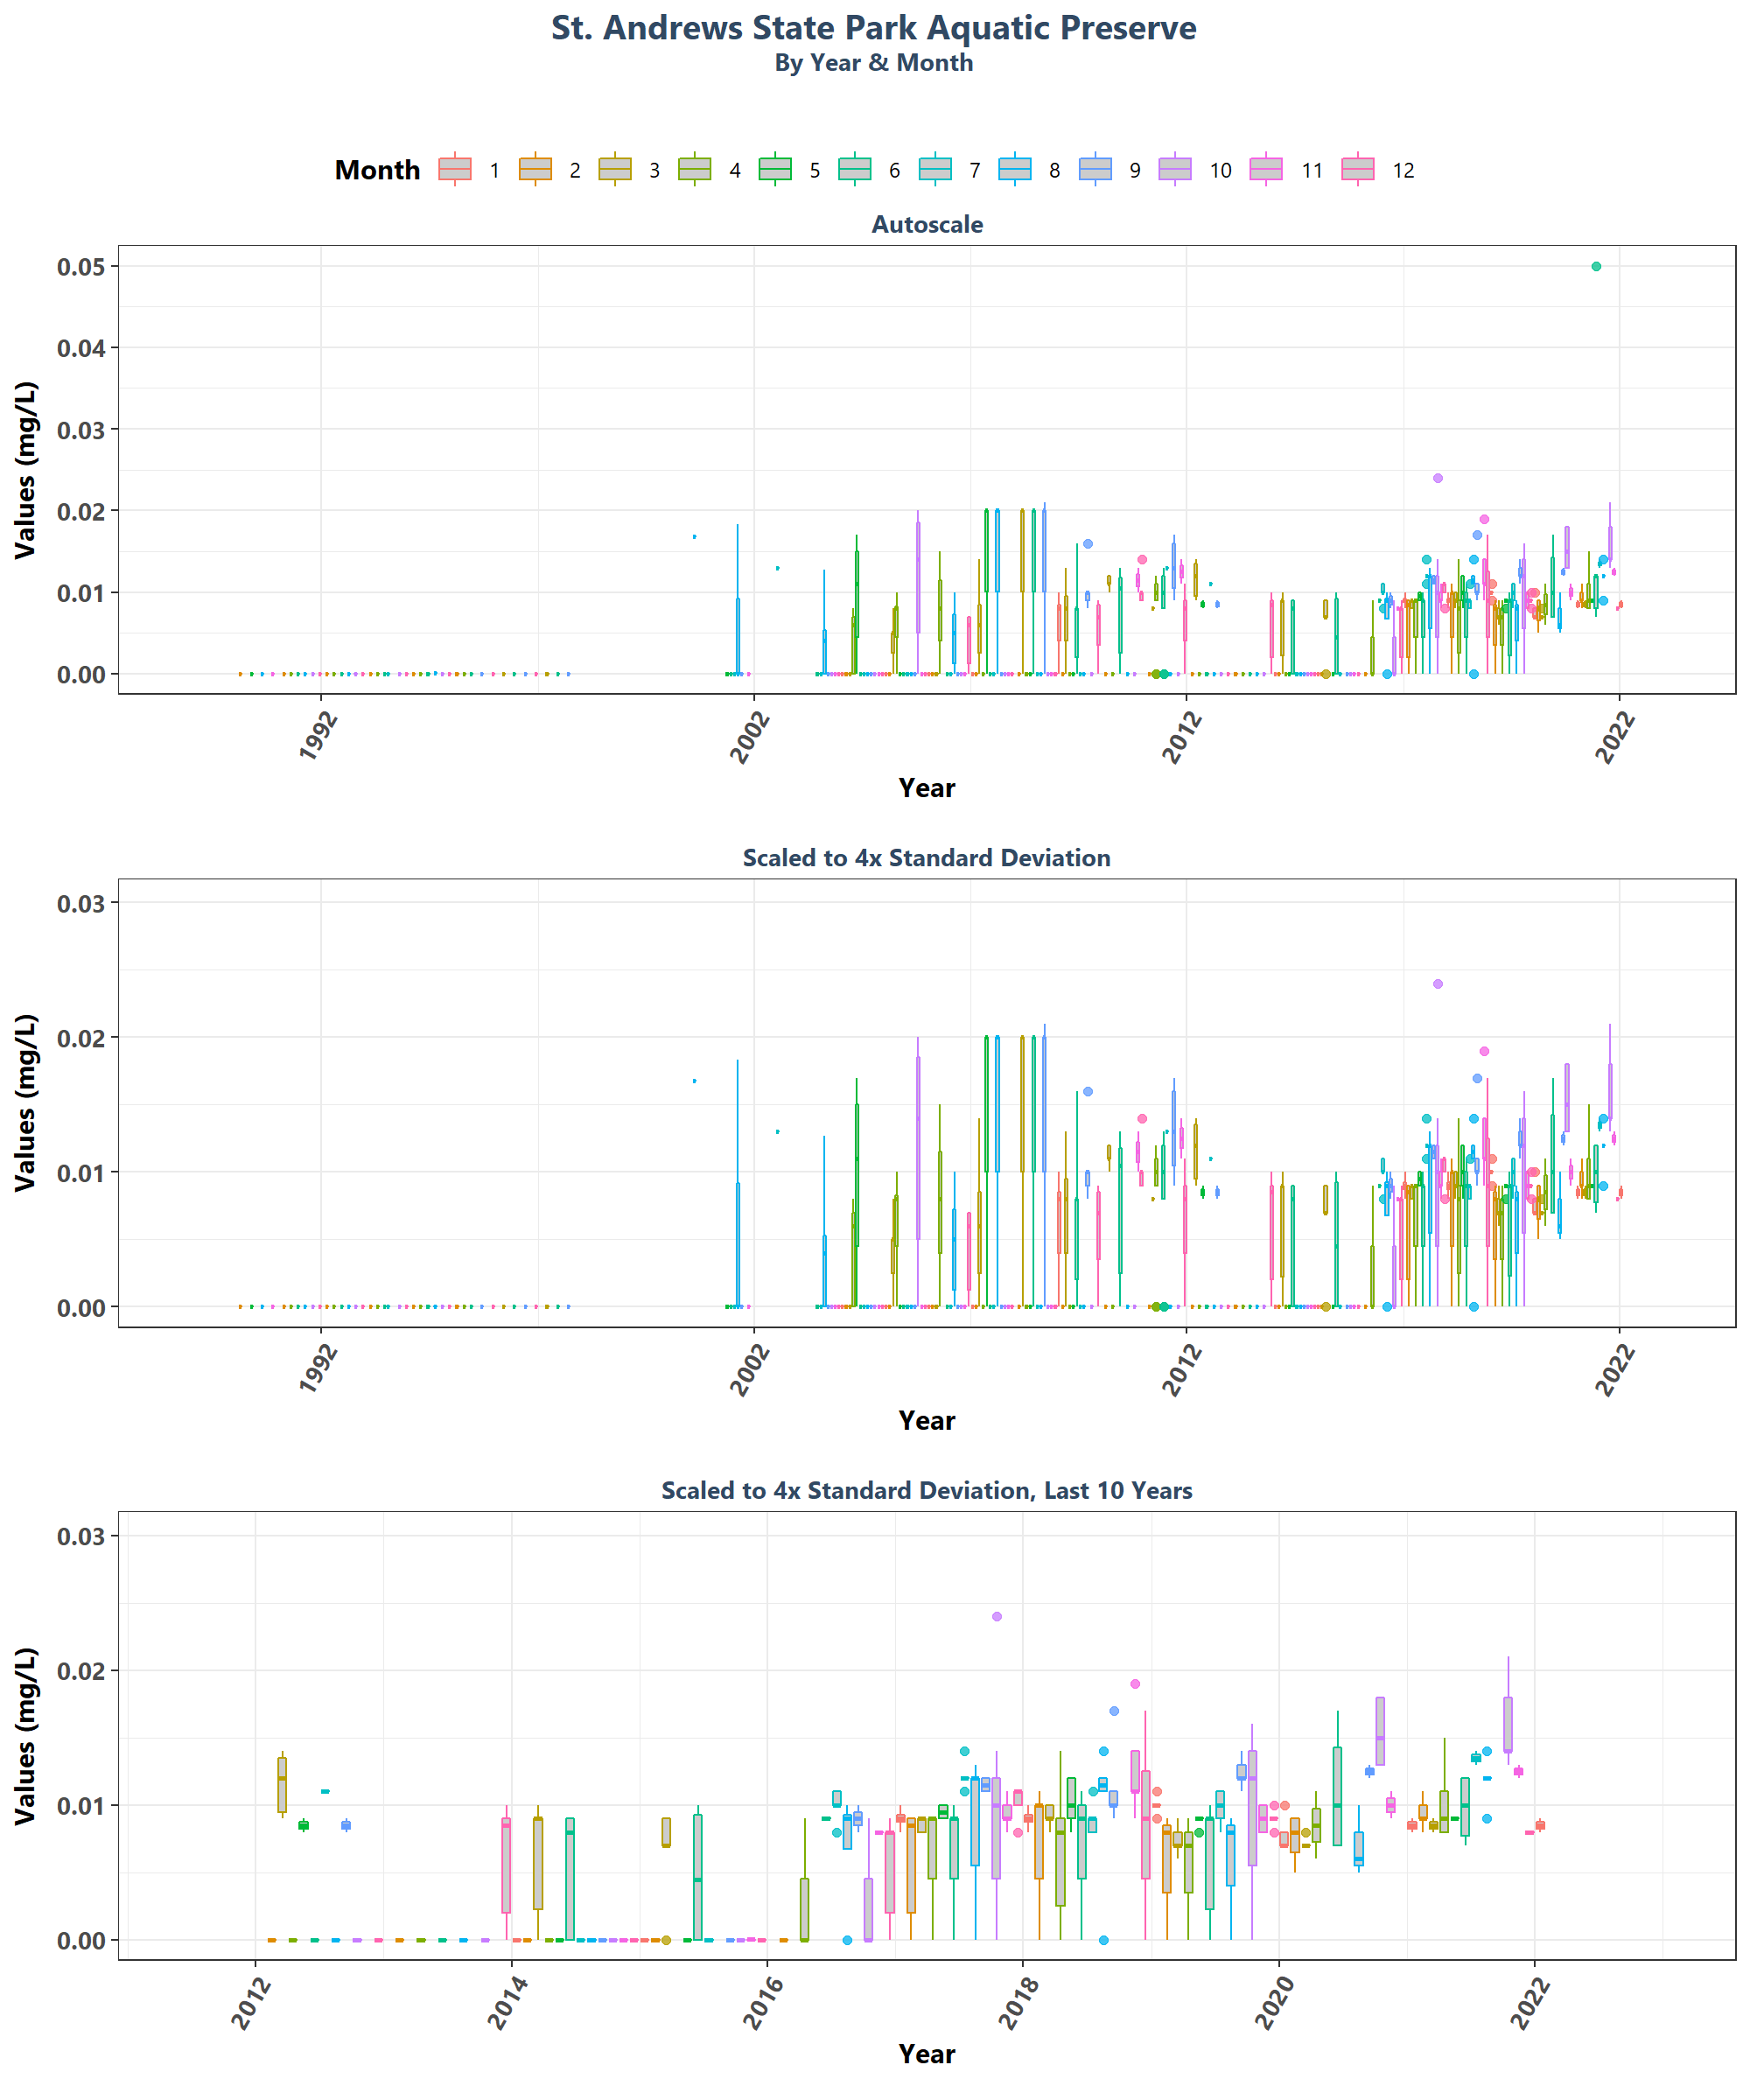 St. Andrews State Park Aquatic Preserve
By Year & Month
Month 1 2 3 4 5 6 7 8 9 10 11 12
Autoscale
0.05
0.04
0.03
0.02
0.01
0.00
Values (mg/L)
1992 2002 2012 2022
Year
Scaled to 4x Standard Deviation
0.03
0.02
0.01
0.00
Values (mg/L)
1992 2002 2012 2022
Year
Scaled to 4x Standard Deviation, Last 10 Years
0.03
0.02
0.01
0.00
Values (mg/L)
2012 2014 2016 2018 2020 2022
Year